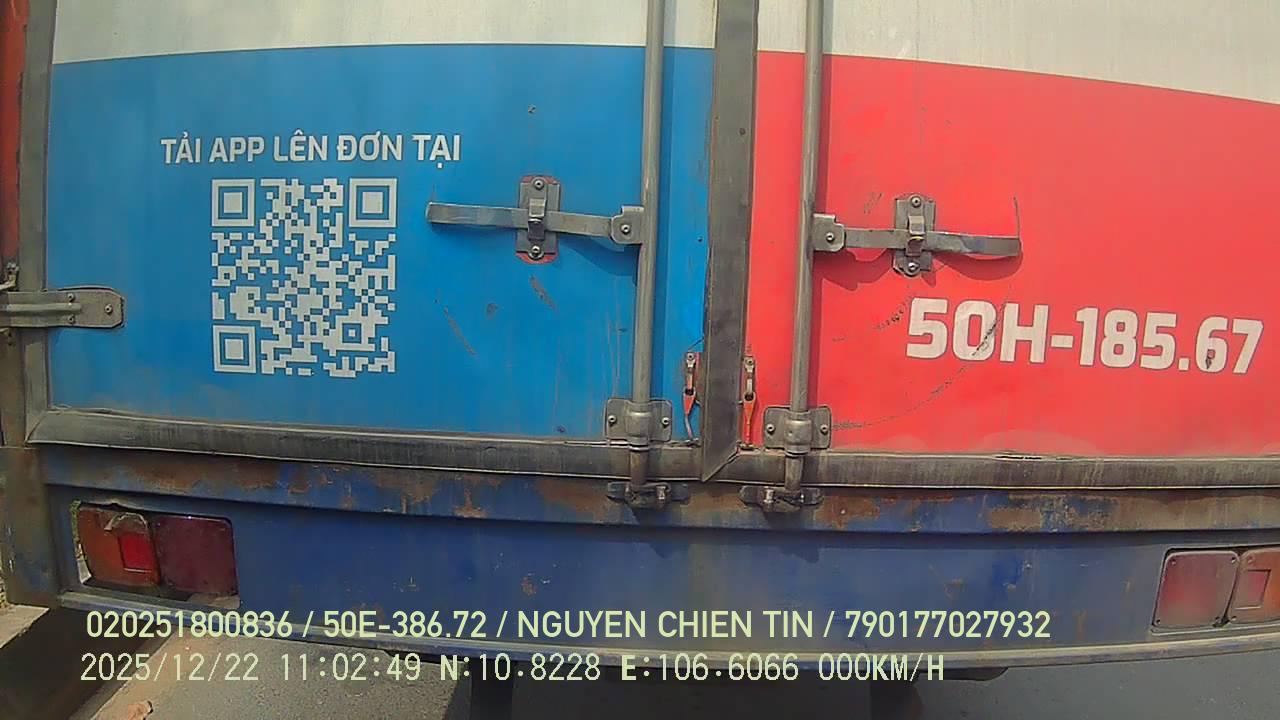 TẢI APP LÊN ĐƠN TẠI
50H-185.67
020251800836 / 50E-386.72 / NGUYEN CHIEN TIN / 790177027932
2025/12/22 11:02:49 N:10.8228 E:106.6066 000KM/H